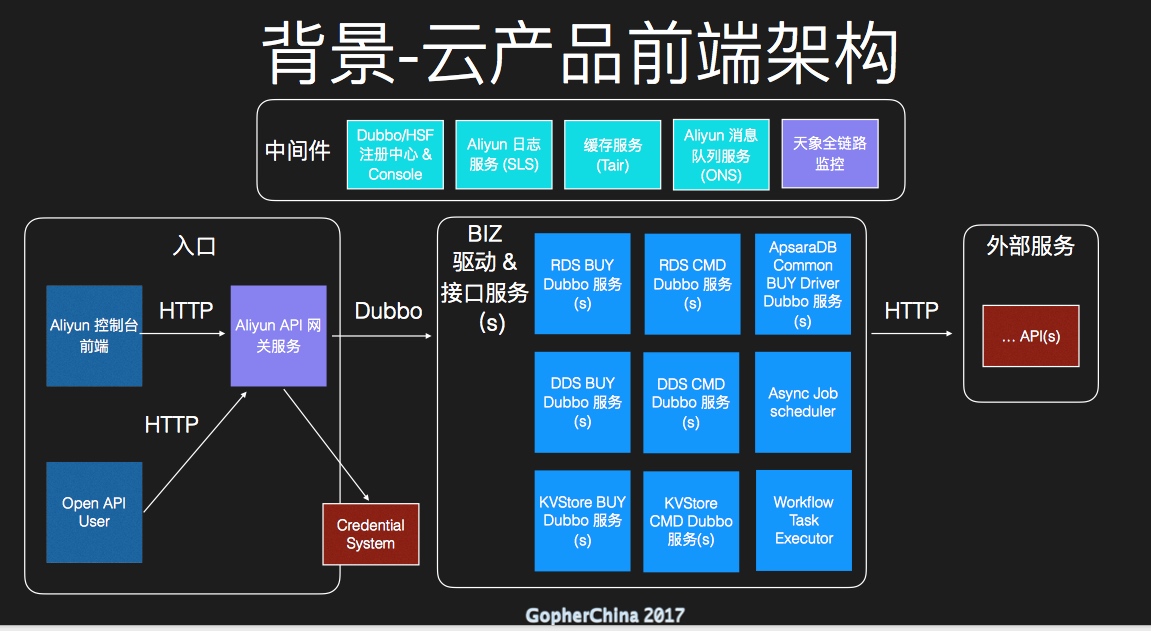 背景-云产品前端架构
中间件
Dubbo/HSF
注册中心 &
Console
Aliyun 日志
服务 (SLS)
缓存服务
(Tair)
Aliyun 消息
队列服务
(ONS)
天象全链路
监控
入口
Aliyun 控制台
前端
HTTP
Aliyun API 网
关服务
HTTP
Open API
User
Credential
System
Dubbo
BIZ
驱动 &
接口服务
(s)
RDS BUY
Dubbo 服务
(s)
RDS CMD
Dubbo 服务
(s)
ApsaraDB
Common
BUY Driver
Dubbo 服务
(s)
DDS BUY
Dubbo 服务
(s)
DDS CMD
Dubbo 服务
(s)
Async Job
scheduler
KVStore BUY
Dubbo 服务
(s)
KVStore
CMD Dubbo
服务(s)
Workflow
Task
Executor
HTTP
外部服务
... API(s)
GopherChina 2017